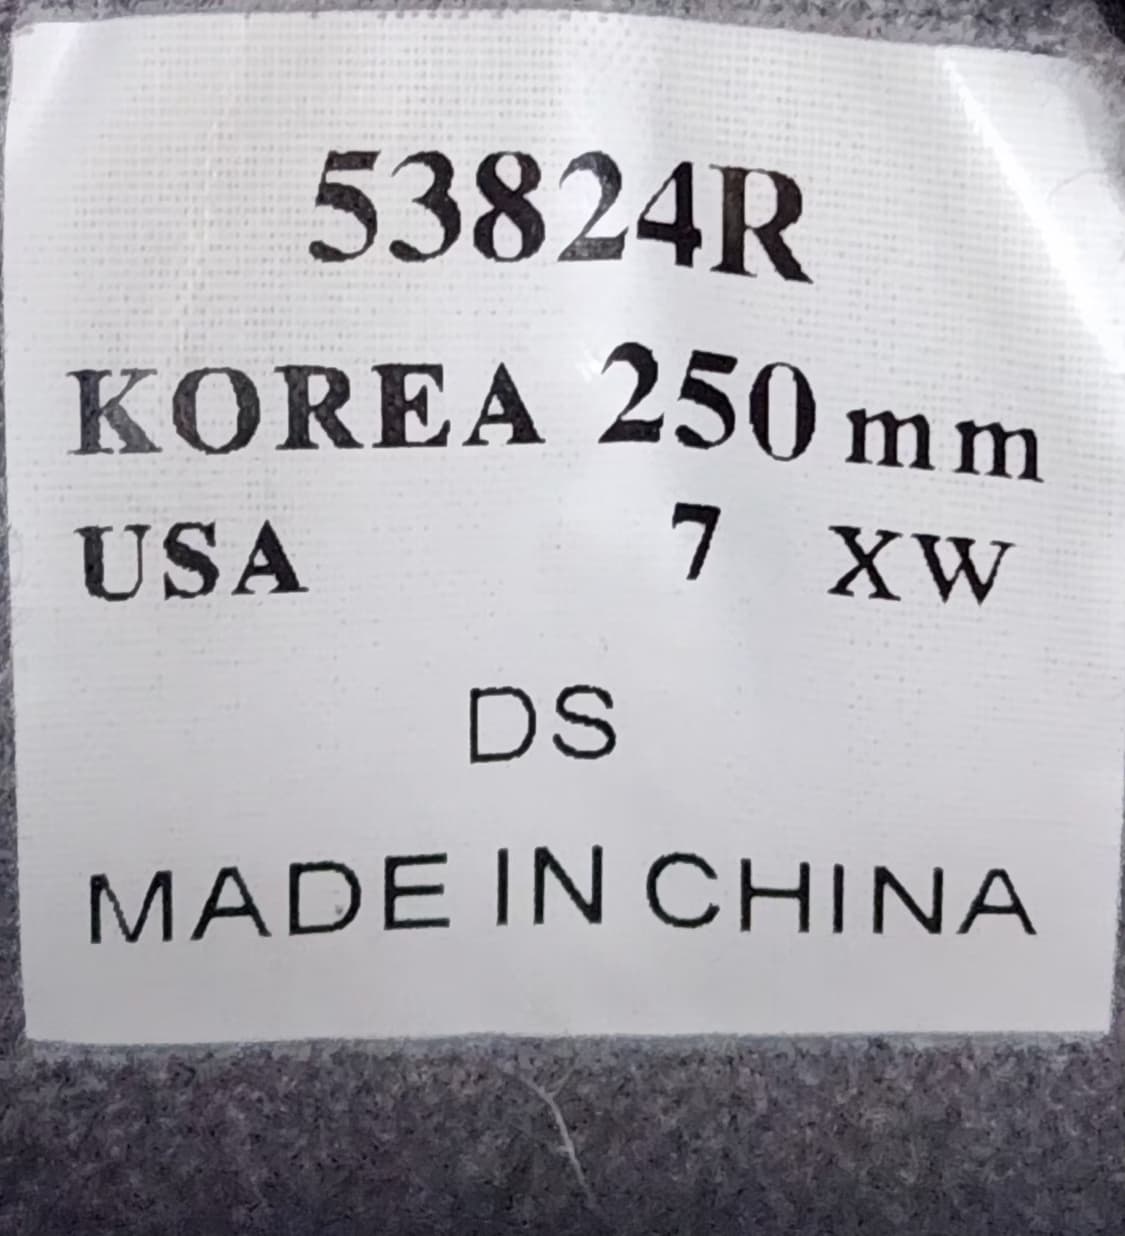 53824R
KOREA 250 mm
USA 7 XW
DS
MADE IN CHINA